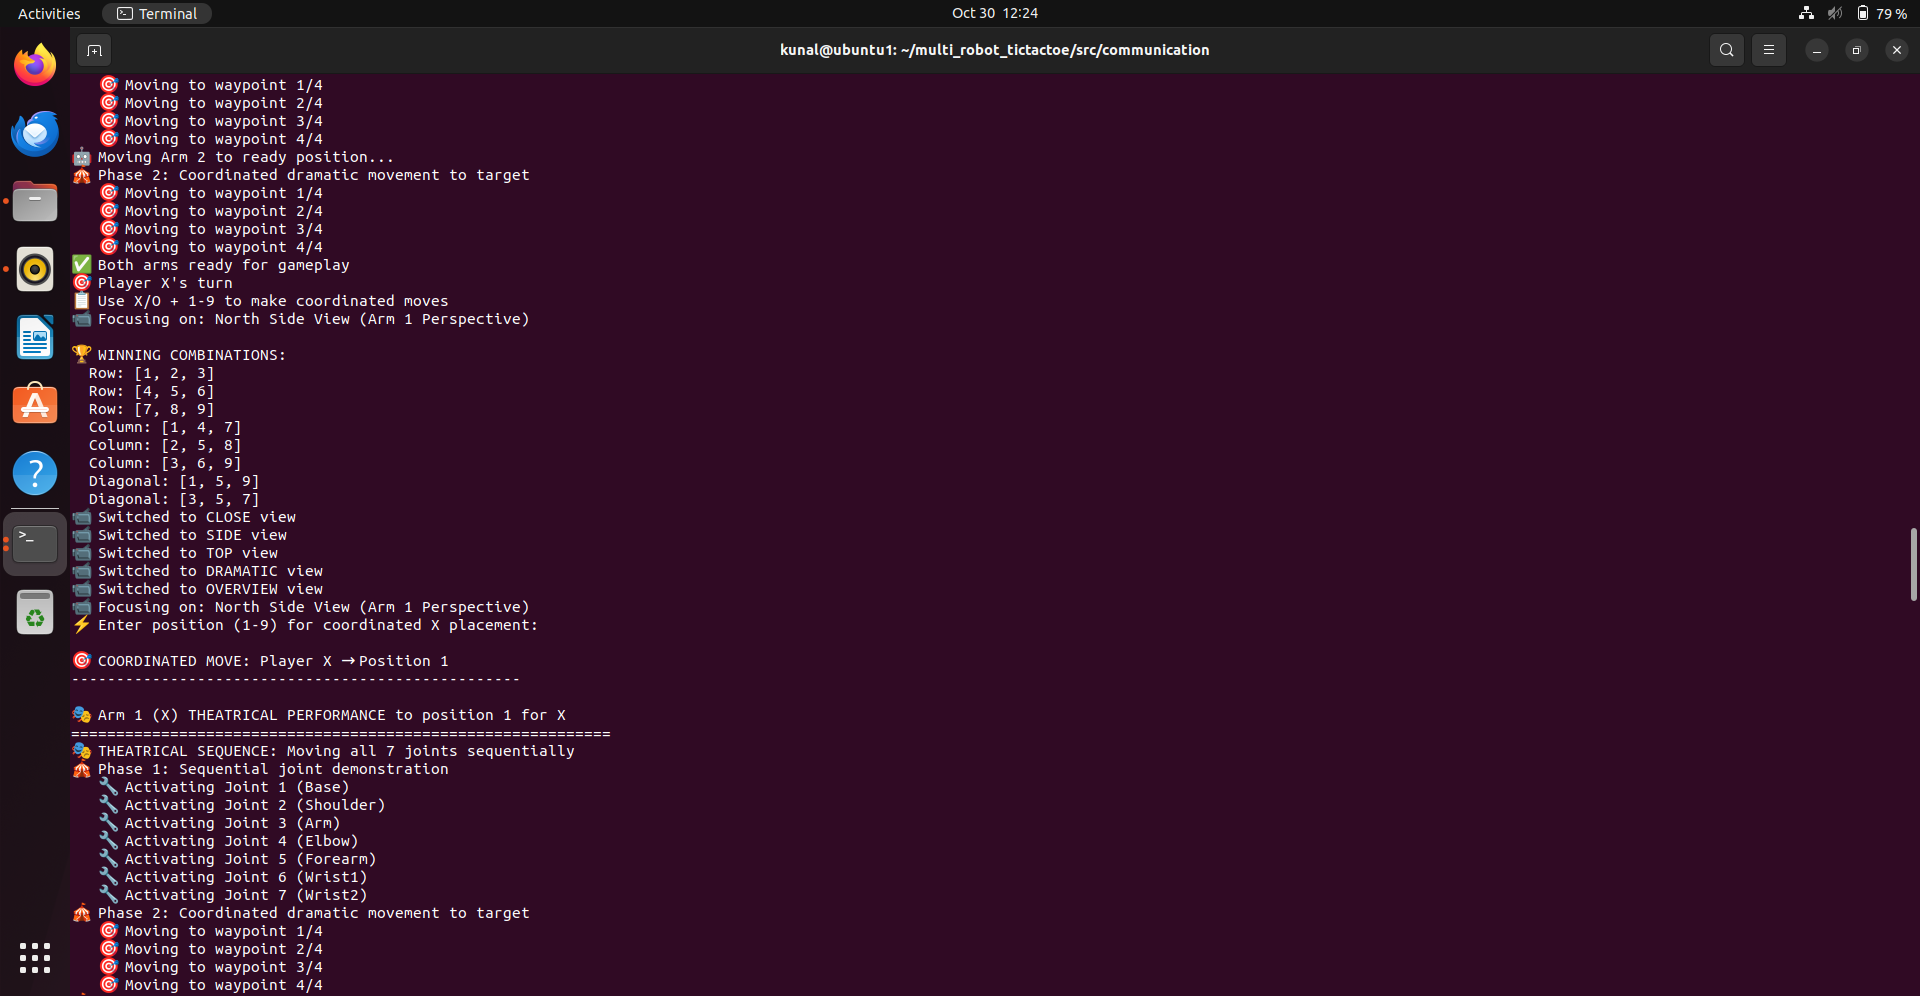 Activities
Terminal
Oct 30 12:24
79 %
kunal@ubuntu1: ~/multi_robot_tictactoe/src/communication
Moving to waypoint 1/4
Moving to waypoint 2/4
Moving to waypoint 3/4
Moving to waypoint 4/4
Moving Arm 2 to ready position...
Phase 2: Coordinated dramatic movement to target
Moving to waypoint 1/4
Moving to waypoint 2/4
Moving to waypoint 3/4
Moving to waypoint 4/4
Both arms ready for gameplay
Player X's turn
Use X/O + 1-9 to make coordinated moves
Focusing on: North Side View (Arm 1 Perspective)
WINNING COMBINATIONS:
Row: [1, 2, 3]
Row: [4, 5, 6]
Row: [7, 8, 9]
Column: [1, 4, 7]
Column: [2, 5, 8]
Column: [3, 6, 9]
Diagonal: [1, 5, 9]
Diagonal: [3, 5, 7]
Switched to CLOSE view
Switched to SIDE view
Switched to TOP view
Switched to DRAMATIC view
Switched to OVERVIEW view
Focusing on: North Side View (Arm 1 Perspective)
Enter position (1-9) for coordinated X placement:
COORDINATED MOVE: Player X → Position 1
--------------------------------------------------
Arm 1 (X) THEATRICAL PERFORMANCE to position 1 for X
============================================================
THEATRICAL SEQUENCE: Moving all 7 joints sequentially
Phase 1: Sequential joint demonstration
Activating Joint 1 (Base)
Activating Joint 2 (Shoulder)
Activating Joint 3 (Arm)
Activating Joint 4 (Elbow)
Activating Joint 5 (Forearm)
Activating Joint 6 (Wrist1)
Activating Joint 7 (Wrist2)
Phase 2: Coordinated dramatic movement to target
Moving to waypoint 1/4
Moving to waypoint 2/4
Moving to waypoint 3/4
Moving to waypoint 4/4